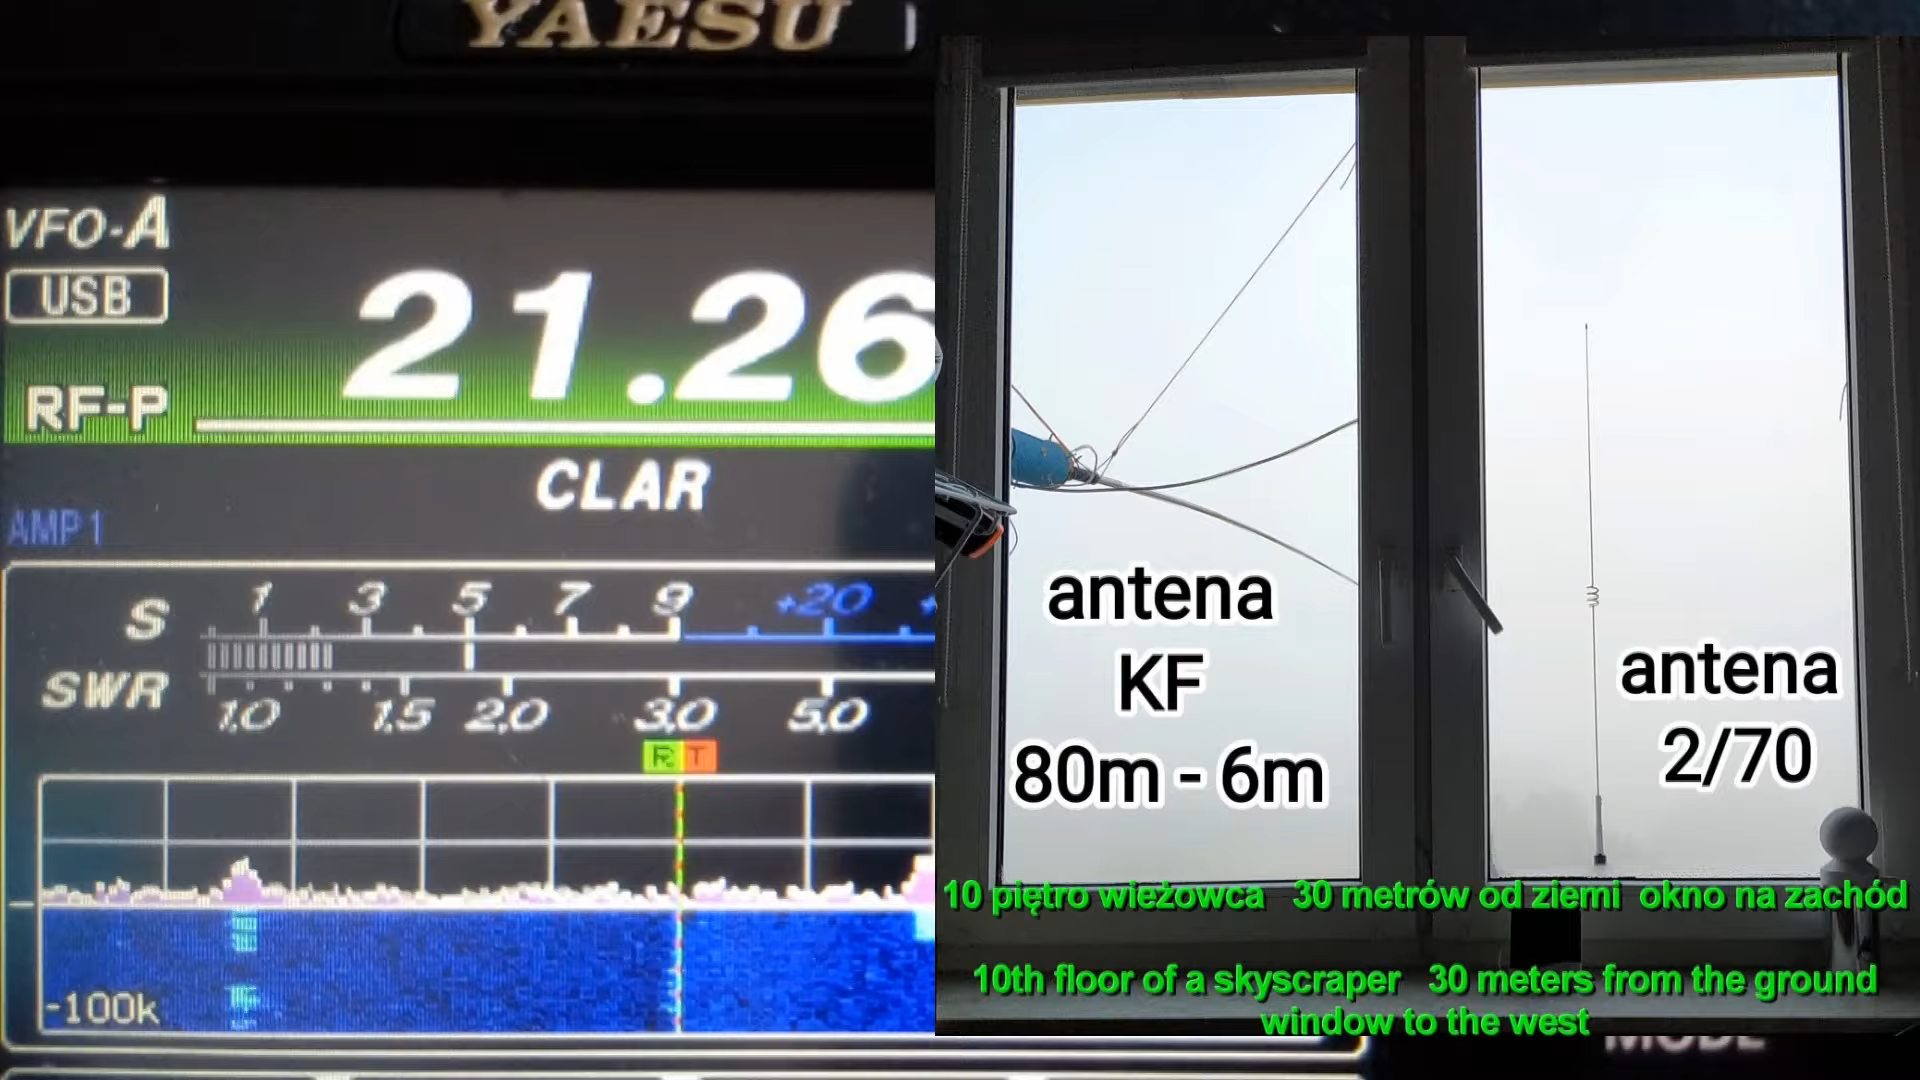 YAESU
VFO-A
USB
21.26
RF-P
CLAR
AMP1
S 1 3 5 7 9 +20
SWR 1,0 1,5 2,0 3,0 5,0
R T
-100k
antena
KF
80m - 6m
antena
2/70
10 piętro wieżowca 30 metrów od ziemi okno na zachód
10th floor of a skyscraper 30 meters from the ground
window to the west
MODE